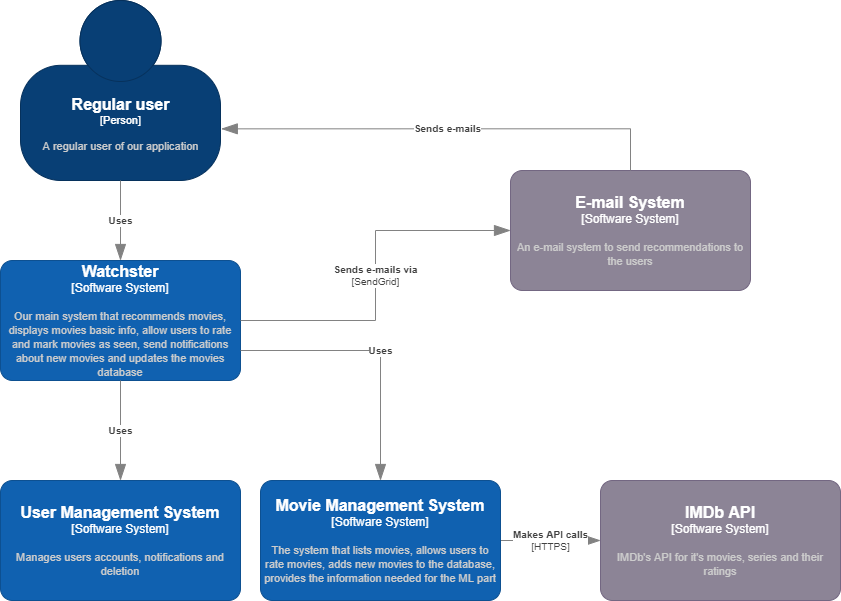 Regular user
[Person]
A regular user of our application
Sends e-mails
Uses
E-mail System
[Software System]
An e-mail system to send recommendations to
the users
Watchster
[Software System]
Our main system that recommends movies,
displays movies basic info, allow users to rate
and mark movies as seen, send notifications
about new movies and updates the movies
database
Sends e-mails via
[SendGrid]
Uses
Uses
User Management System
[Software System]
Manages users accounts, notifications and
deletion
Movie Management System
[Software System]
The system that lists movies, allows users to
rate movies, adds new movies to the database,
provides the information needed for the ML part
Makes API calls
[HTTPS]
IMDb API
[Software System]
IMDb's API for it's movies, series and their
ratings